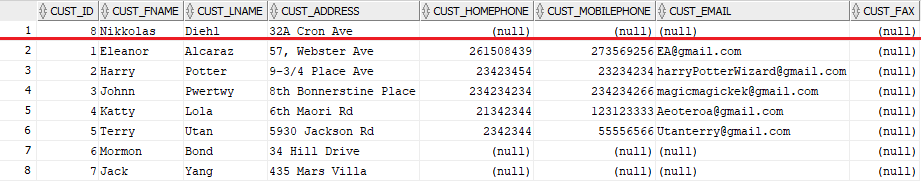 CUST_ID CUST_FNAME CUST_LNAME CUST_ADDRESS CUST_HOMEPHONE CUST_MOBILEPHONE CUST_EMAIL CUST_FAX
1 8 Nikkolas Diehl 32A Cron Ave (null) (null) (null) (null)
2 1 Eleanor Alcaraz 57, Webster Ave 261508439 273569256 EA@gmail.com (null)
3 2 Harry Potter 9-3/4 Place Ave 23423454 23234234 harryPotterWizard@gmail.com (null)
4 3 Johnn Pwertwy 8th Bonnerstine Place 234234234 234234266 magicmagickek@gmail.com (null)
5 4 Katty Lola 6th Maori Rd 21342344 123123333 Aeoteroa@gmail.com (null)
6 5 Terry Utan 5930 Jackson Rd 2342344 55556566 Utanterry@gmail.com (null)
7 6 Mormon Bond 34 Hill Drive (null) (null) (null) (null)
8 7 Jack Yang 435 Mars Villa (null) (null) (null) (null)